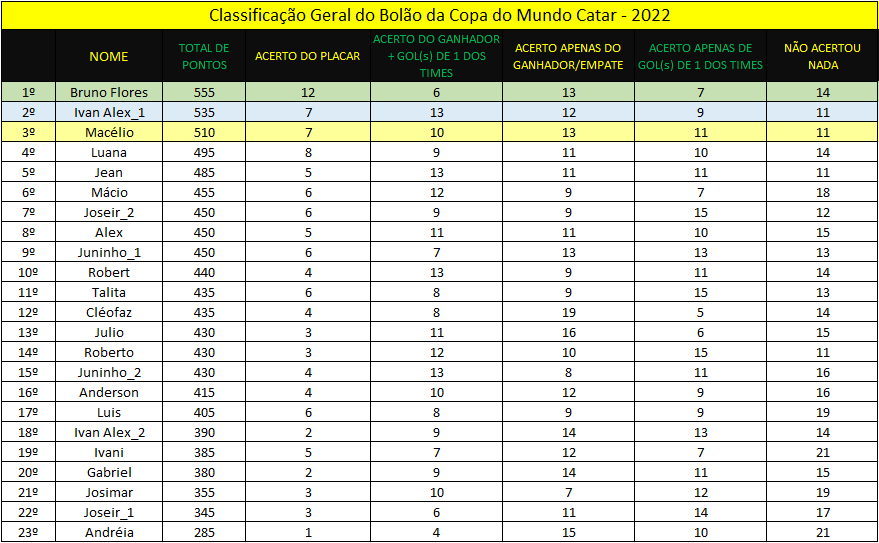 Classificação Geral do Bolão da Copa do Mundo Catar - 2022
NOME TOTAL DE PONTOS ACERTO DO PLACAR ACERTO DO GANHADOR + GOL(s) DE 1 DOS TIMES ACERTO APENAS DO GANHADOR/EMPATE ACERTO APENAS DE GOL(s) DE 1 DOS TIMES NÃO ACERTOU NADA
1º Bruno Flores 555 12 6 13 7 14
2º Ivan Alex_1 535 7 13 12 9 11
3º Macélio 510 7 10 13 11 11
4º Luana 495 8 9 11 10 14
5º Jean 485 5 13 11 11 11
6º Mácio 455 6 12 9 7 18
7º Joseir_2 450 6 9 9 15 12
8º Alex 450 5 11 11 10 15
9º Juninho_1 450 6 7 13 13 13
10º Robert 440 4 13 9 11 14
11º Talita 435 6 8 9 15 13
12º Cléofaz 435 4 8 19 5 14
13º Julio 430 3 11 16 6 15
14º Roberto 430 3 12 10 15 11
15º Juninho_2 430 4 13 8 11 16
16º Anderson 415 4 10 12 9 16
17º Luis 405 6 8 9 9 19
18º Ivan Alex_2 390 2 9 14 13 14
19º Ivani 385 5 7 12 7 21
20º Gabriel 380 2 9 14 11 15
21º Josimar 355 3 10 7 12 19
22º Joseir_1 345 3 6 11 14 17
23º Andréia 285 1 4 15 10 21